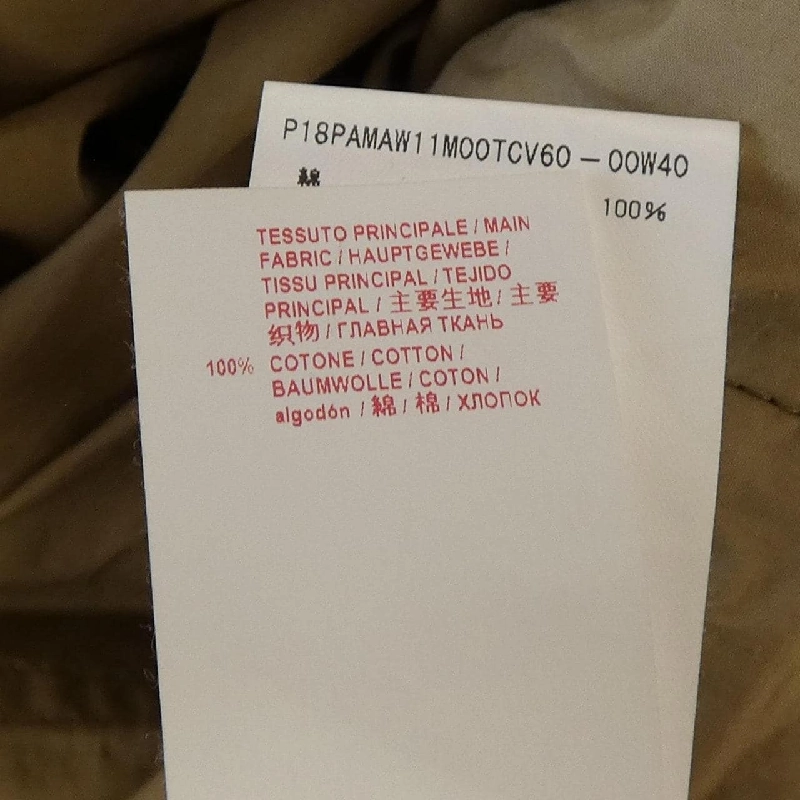 P18PAMAW11M00TCV60 — 00W40
綿
100%
TESSUTO PRINCIPALE / MAIN
FABRIC / HAUPTGEWEBE /
TISSU PRINCIPAL / TEJIDO
PRINCIPAL / 主要生地 / 主要
织物 / ГЛАВНАЯ ТКАНЬ
100% COTONE / COTTON /
BAUMWOLLE / COTON /
algodón / 綿 / 棉 / ХЛОПОК